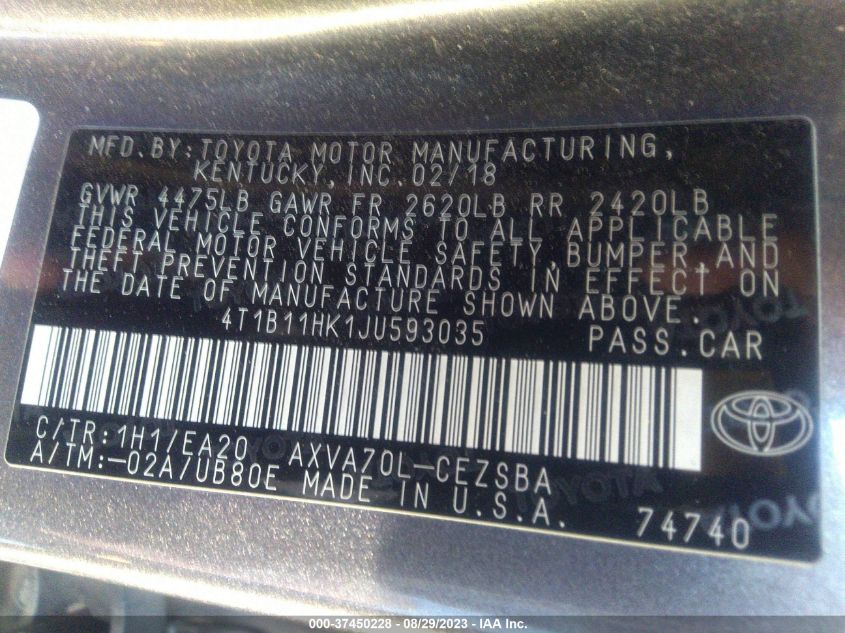 MFD.BY:TOYOTA MOTOR MANUFACTURING,
KENTUCKY,INC.02/18
GVWR 4475LB GAWR FR 2620LB RR 2420LB
THIS VEHICLE CONFORMS TO ALL APPLICABLE
FEDERAL MOTOR VEHICLE SAFETY,BUMPER AND
THEFT PREVENTION STANDARDS IN EFFECT ON
THE DATE OF MANUFACTURE SHOWN ABOVE.
4T1B11HK1JU593035 PASS.CAR
C/TR:1H1/EA20 AXVA70L-CEZSBA
A/TM:-02A/UB80E MADE IN U.S.A. 74740
TOYOTA
000-37450228 - 08/29/2023 - IAA Inc.